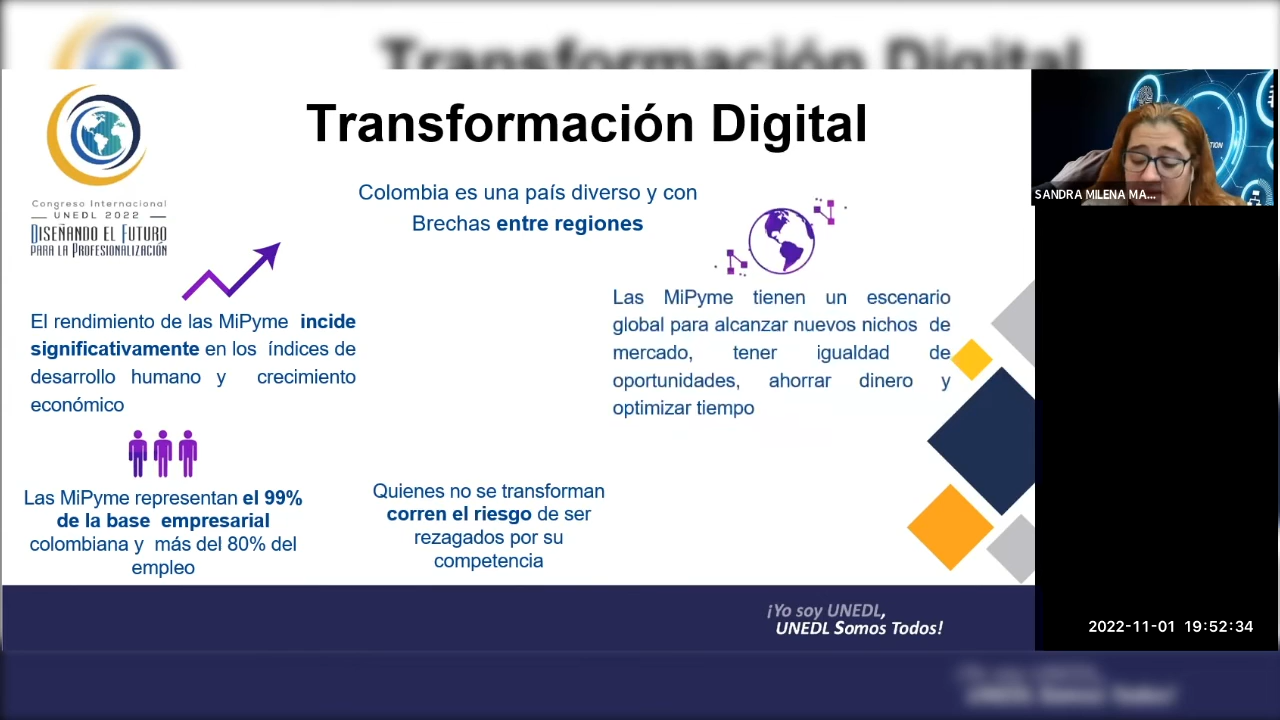 Transformación Digital
Congreso Internacional
UNEDL 2022
DISEÑANDO EL FUTURO
PARA LA PROFESIONALIZACIÓN
Colombia es una país diverso y con
Brechas entre regiones
El rendimiento de las MiPyme incide
significativamente en los índices de
desarrollo humano y crecimiento
económico
Las MiPyme tienen un escenario
global para alcanzar nuevos nichos de
mercado, tener igualdad de
oportunidades, ahorrar dinero y
optimizar tiempo
Las MiPyme representan el 99%
de la base empresarial
colombiana y más del 80% del
empleo
Quienes no se transforman
corren el riesgo de ser
rezagados por su
competencia
¡Yo soy UNEDL,
UNEDL Somos Todos!
SANDRA MILENA MA...
2022-11-01 19:52:34